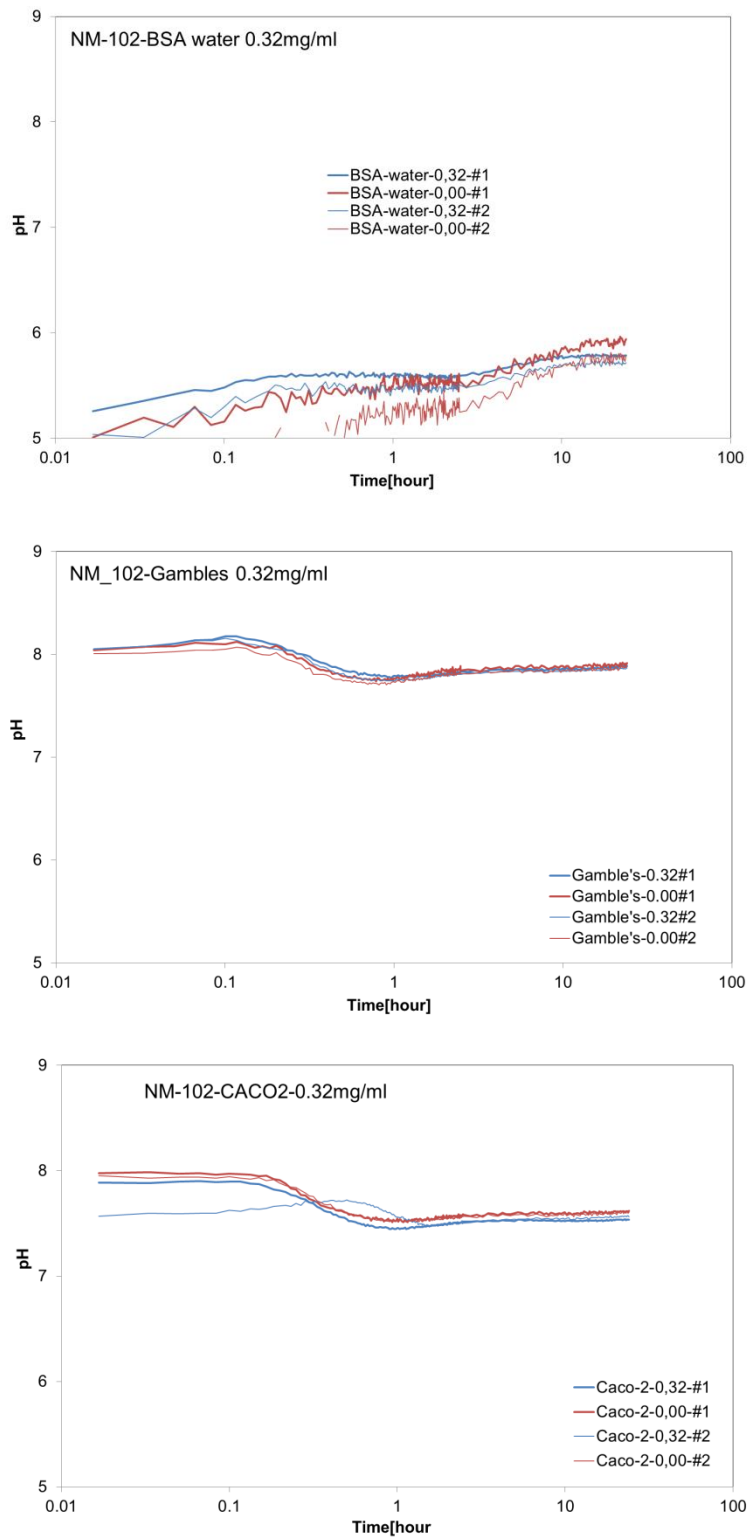 9
NM-102-BSA water 0.32mg/ml
8
BSA-water-0,32-#1
BSA-water-0,00-#1
BSA-water-0,32-#2
BSA-water-0,00-#2
7
pH
6
5
0.01 0.1 1 10 100
Time[hour]
9
NM_102-Gambles 0.32mg/ml
8
pH
7
6
Gamble's-0.32#1
Gamble's-0.00#1
Gamble's-0.32#2
Gamble's-0.00#2
5
0.01 0.1 1 10 100
Time[hour
9
NM-102-CACO2-0.32mg/ml
8
pH
7
6
Caco-2-0,32-#1
Caco-2-0,00-#1
Caco-2-0,32-#2
Caco-2-0,00-#2
5
0.01 0.1 1 10 100
Time[hour